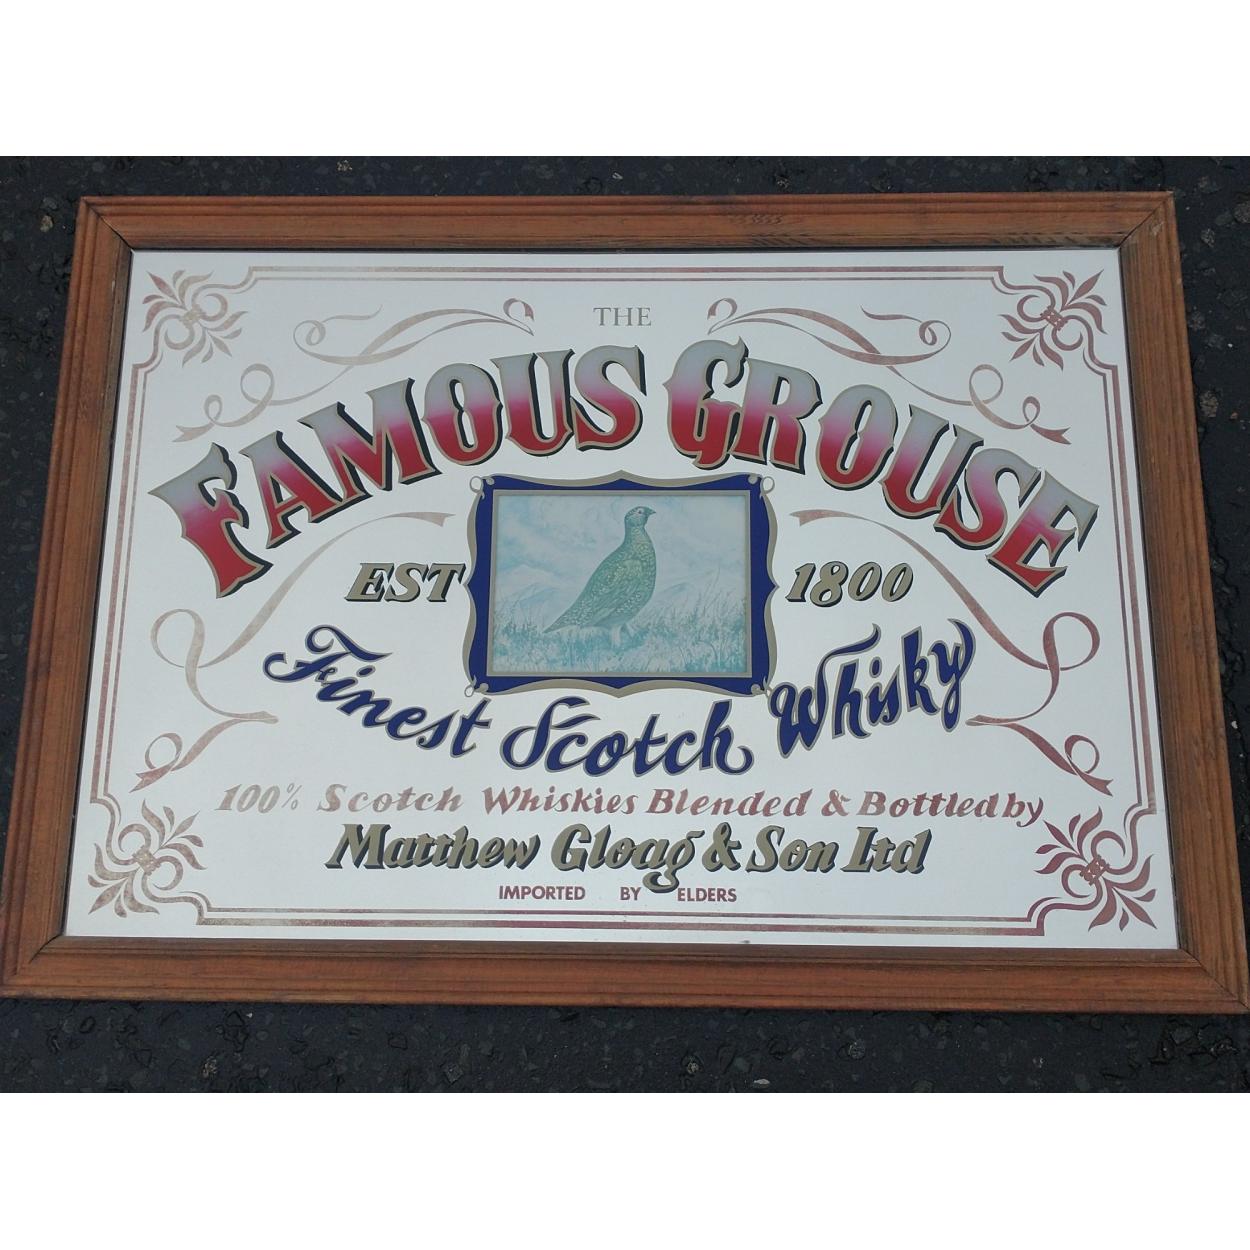 THE
FAMOUS GROUSE
EST 1800
Finest Scotch Whisky
100% Scotch Whiskies Blended & Bottled by
Matthew Gloag & Son Ltd
IMPORTED BY ELDERS